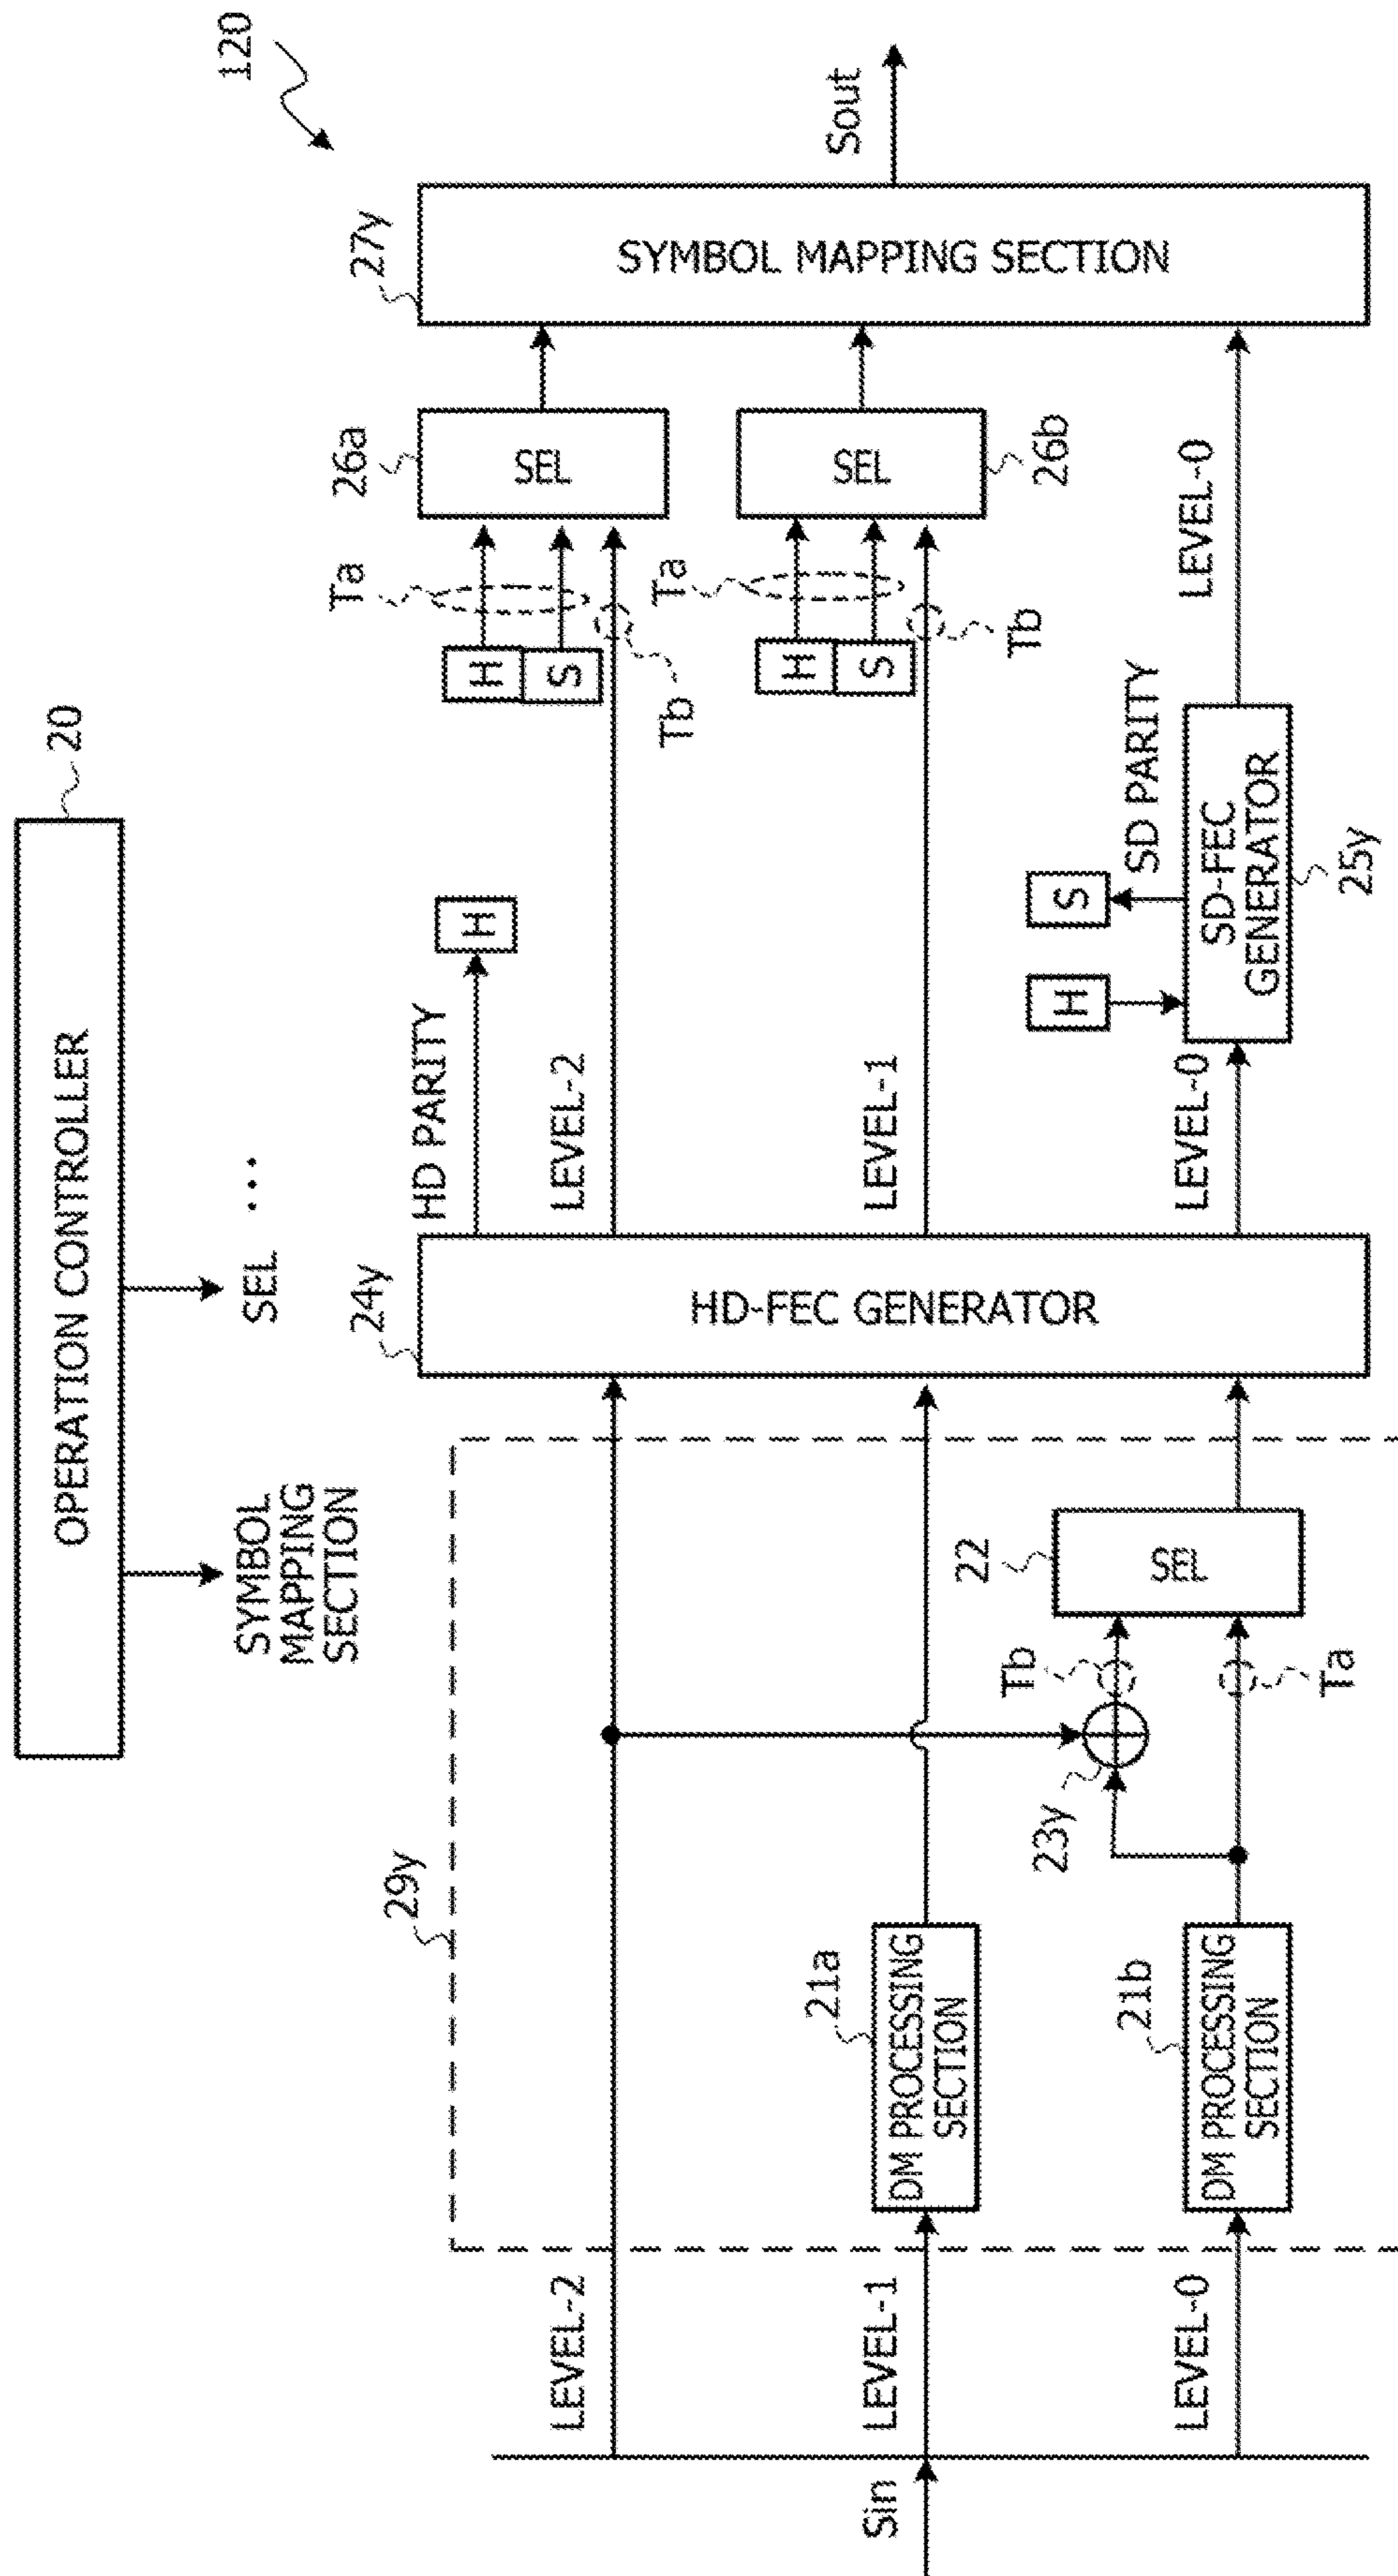 120
OPERATION CONTROLLER
20
SYMBOL
MAPPING
SECTION
SEL
...
29y
24y
HD PARITY
H
Ta
26a
27y
H
S
SEL
LEVEL-2
LEVEL-2
Tb
Sin
LEVEL-1
21a
DM PROCESSING
SECTION
HD-FEC GENERATOR
LEVEL-1
Ta
H
S
SEL
SYMBOL MAPPING SECTION
Sout
Tb
26b
23y
Tb
22
SEL
H
S
SD PARITY
LEVEL-0
21b
DM PROCESSING
SECTION
Ta
LEVEL-0
SD-FEC
GENERATOR
25y
LEVEL-0